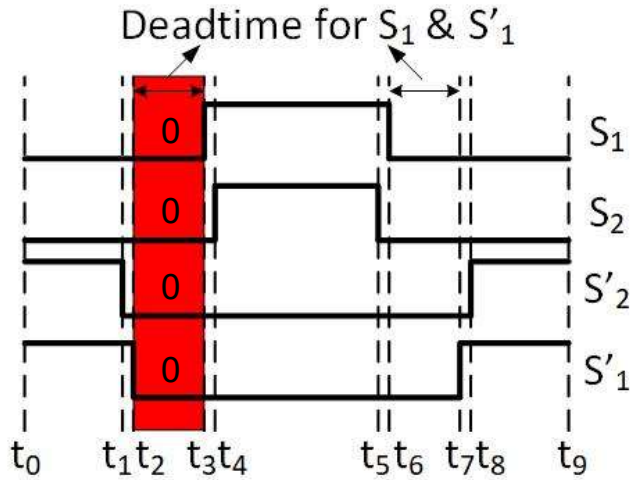 Deadtime for S₁ & S'₁
0
S₁
0
S₂
0
S'₂
0
S'₁
t₀ t₁ t₂ t₃ t₄ t₅ t₆ t₇ t₈ t₉